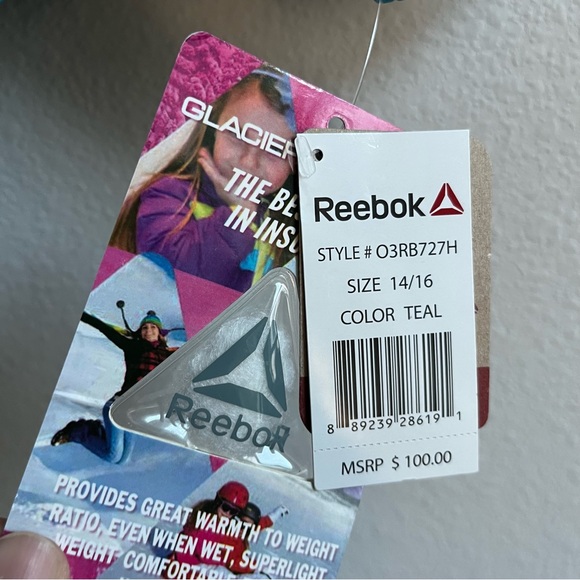 GLACIER
THE BE
IN INSU
Reebok
STYLE # O3RB727H
SIZE 14/16
COLOR TEAL
8 89239 28619 1
MSRP $ 100.00
Reebok
PROVIDES GREAT WARMTH TO WEIGHT
RATIO, EVEN WHEN WET, SUPERLIGHT
WEIGHT COMFORTABLE